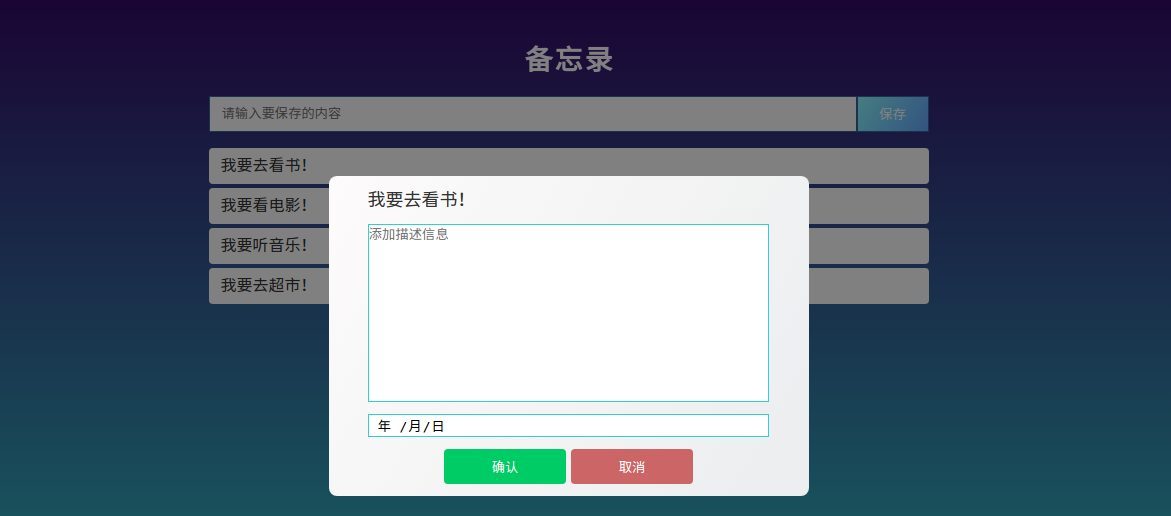 备忘录
请输入要保存的内容
保存
我要去看书!
我要看电影!
我要听音乐!
我要去超市!
我要去看书!
添加描述信息
年 /月/日
确认
取消